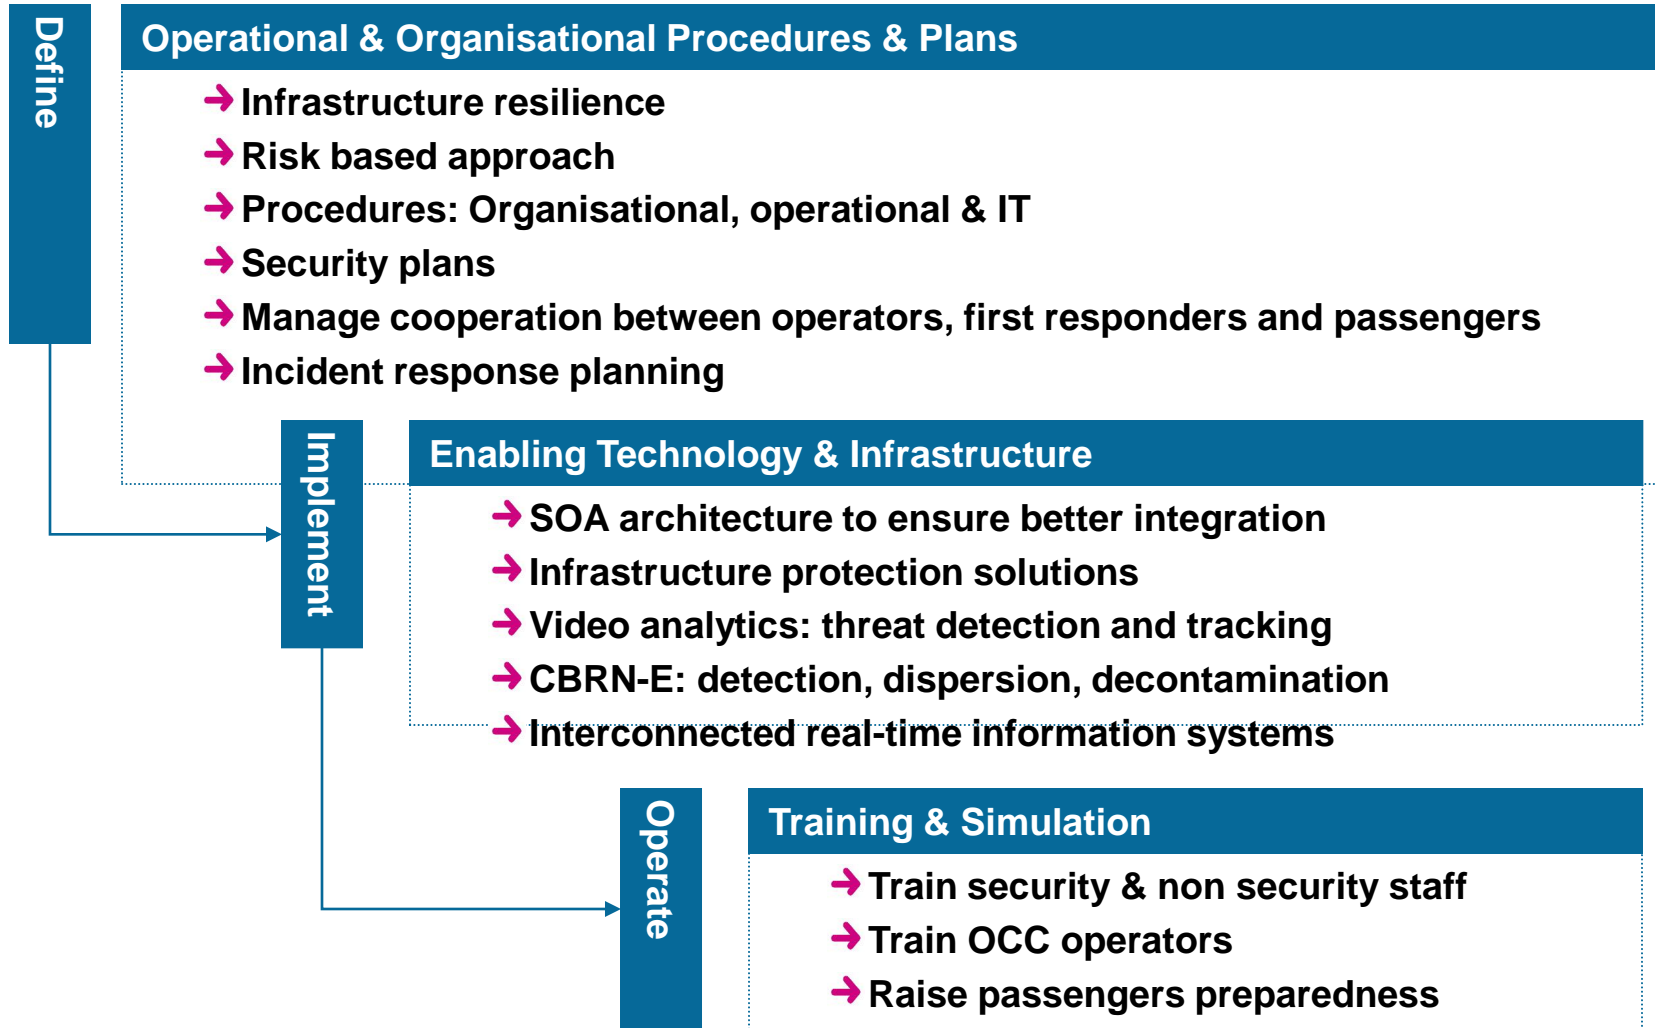 Define
Operational & Organisational Procedures & Plans
Infrastructure resilience
Risk based approach
Procedures: Organisational, operational & IT
Security plans
Manage cooperation between operators, first responders and passengers
Incident response planning
Implement
Enabling Technology & Infrastructure
SOA architecture to ensure better integration
Infrastructure protection solutions
Video analytics: threat detection and tracking
CBRN-E: detection, dispersion, decontamination
Interconnected real-time information systems
Operate
Training & Simulation
Train security & non security staff
Train OCC operators
Raise passengers preparedness